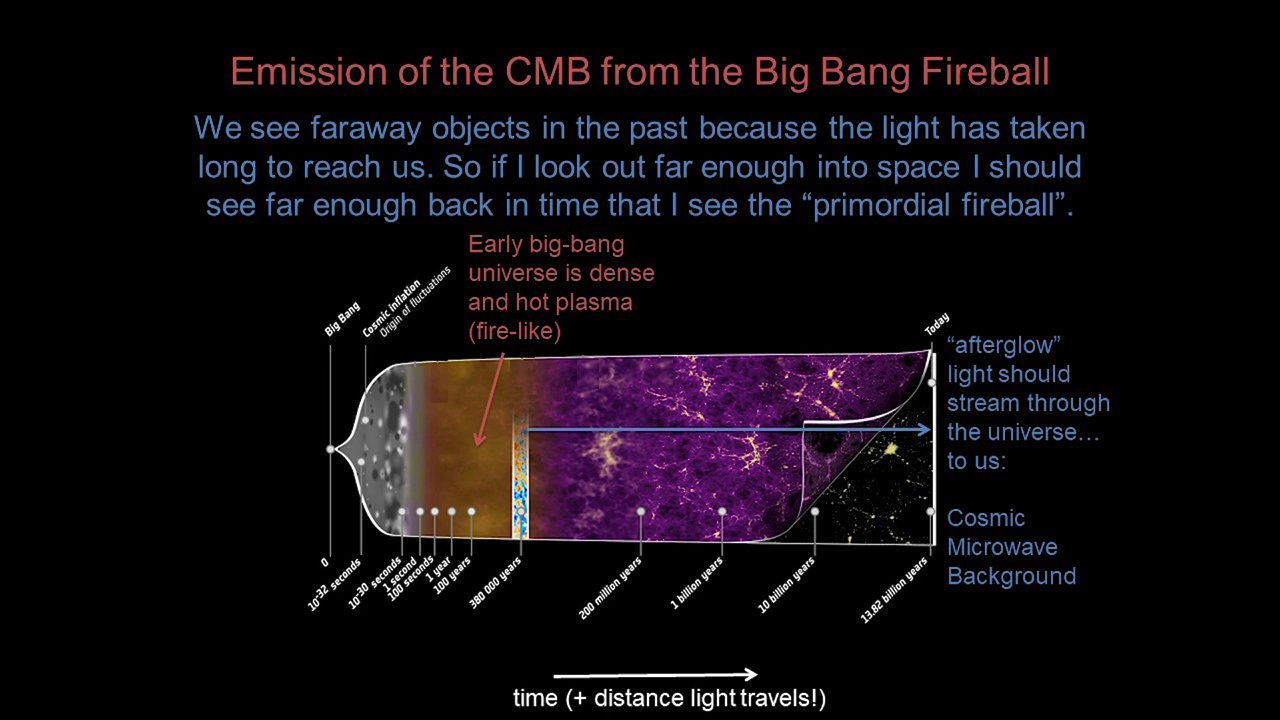 Emission of the CMB from the Big Bang Fireball
We see faraway objects in the past because the light has taken
long to reach us. So if I look out far enough into space I should
see far enough back in time that I see the “primordial fireball”.
Early big-bang
universe is dense
and hot plasma
(fire-like)
Big Bang
Cosmic inflation
Origin of fluctuations
Today
“afterglow”
light should
stream through
the universe…
to us:
Cosmic
Microwave
Background
0
10⁻³² seconds
10⁻³⁰ seconds
1 second
100 seconds
1 year
100 years
380 000 years
200 million years
1 billion years
10 billion years
13.82 billion years
time (+ distance light travels!)